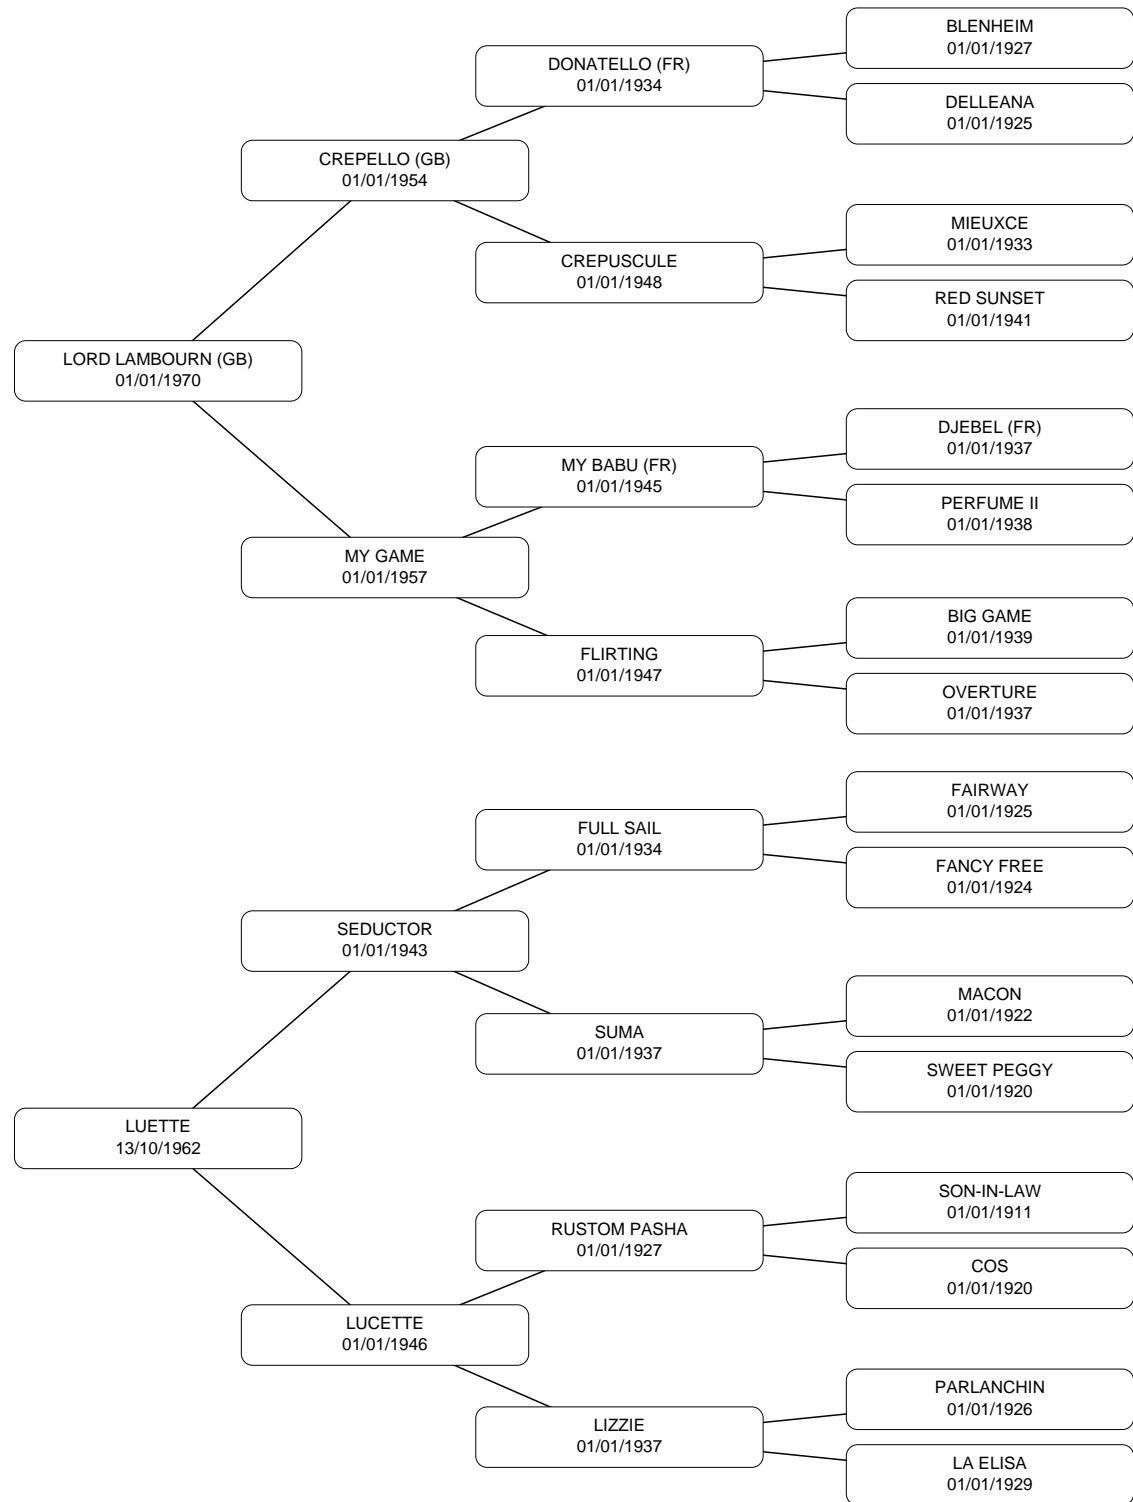 BLENHEIM
01/01/1927
DONATELLO (FR)
01/01/1934
DELLEANA
01/01/1925
CREPELLO (GB)
01/01/1954
MIEUXCE
01/01/1933
CREPUSCULE
01/01/1948
RED SUNSET
01/01/1941
LORD LAMBOURN (GB)
01/01/1970
DJEBEL (FR)
01/01/1937
MY BABU (FR)
01/01/1945
PERFUME II
01/01/1938
MY GAME
01/01/1957
BIG GAME
01/01/1939
FLIRTING
01/01/1947
OVERTURE
01/01/1937
FAIRWAY
01/01/1925
FULL SAIL
01/01/1934
FANCY FREE
01/01/1924
SEDUCTOR
01/01/1943
MACON
01/01/1922
SUMA
01/01/1937
SWEET PEGGY
01/01/1920
LUETTE
13/10/1962
SON-IN-LAW
01/01/1911
RUSTOM PASHA
01/01/1927
COS
01/01/1920
LUCETTE
01/01/1946
PARLANCHIN
01/01/1926
LIZZIE
01/01/1937
LA ELISA
01/01/1929